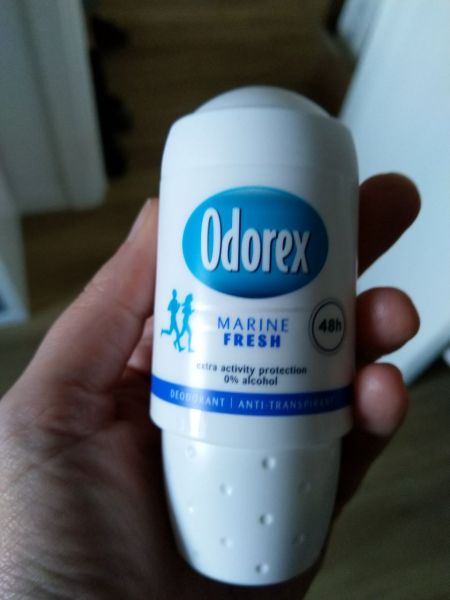 Odorex
MARINE
FRESH
48h
extra activity protection
0% alcohol
DEODORANT | ANTI-TRANSPIRANT